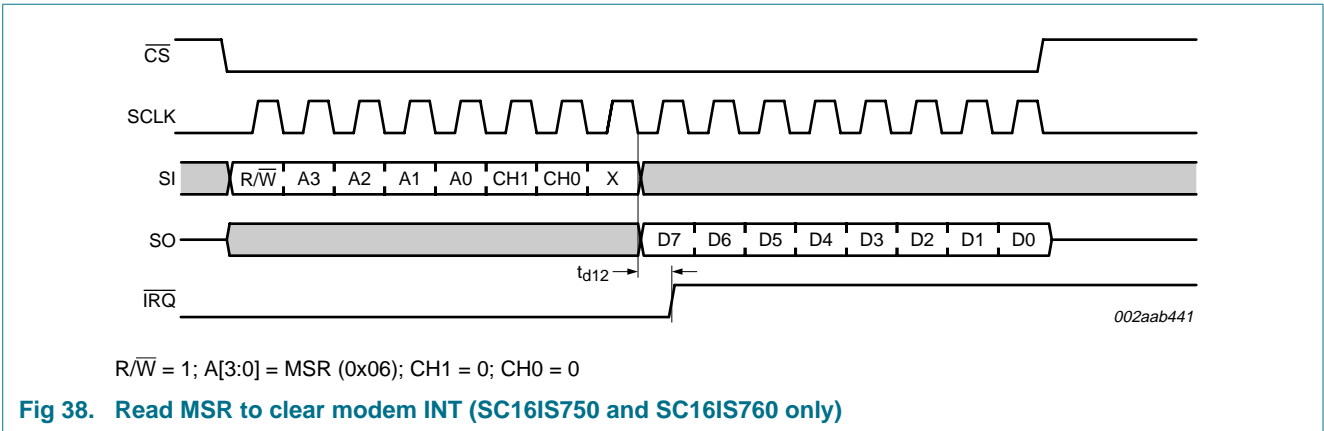 C̅S̅
SCLK
SI R/W̅ A3 A2 A1 A0 CH1 CH0 X
SO D7 D6 D5 D4 D3 D2 D1 D0
td12
I̅R̅Q̅
002aab441
R/W̅ = 1; A[3:0] = MSR (0x06); CH1 = 0; CH0 = 0
Fig 38. Read MSR to clear modem INT (SC16IS750 and SC16IS760 only)